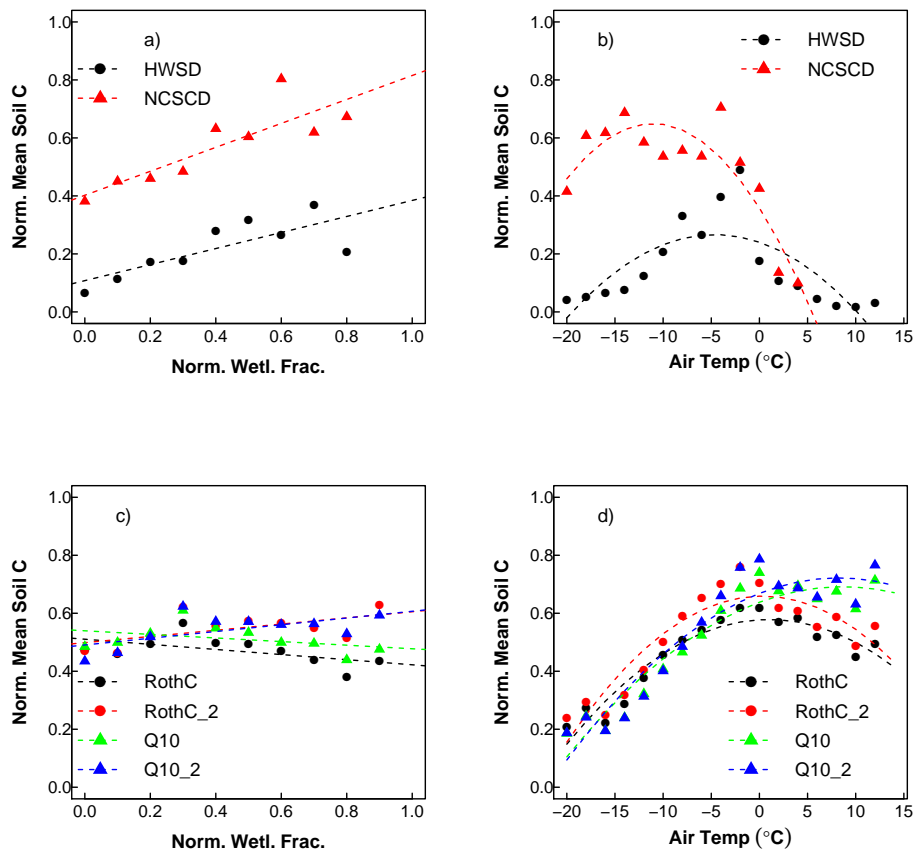 a)
HWSD
NCSCD
Norm. Mean Soil C
1.0
0.8
0.6
0.4
0.2
0.0
0.0 0.2 0.4 0.6 0.8 1.0
Norm. Wetl. Frac.
b)
HWSD
NCSCD
Norm. Mean Soil C
1.0
0.8
0.6
0.4
0.2
0.0
−20 −15 −10 −5 0 5 10 15
Air Temp (°C)
c)
Norm. Mean Soil C
1.0
0.8
0.6
0.4
0.2
0.0
RothC
RothC_2
Q10
Q10_2
0.0 0.2 0.4 0.6 0.8 1.0
Norm. Wetl. Frac.
d)
Norm. Mean Soil C
1.0
0.8
0.6
0.4
0.2
0.0
RothC
RothC_2
Q10
Q10_2
−20 −15 −10 −5 0 5 10 15
Air Temp (°C)